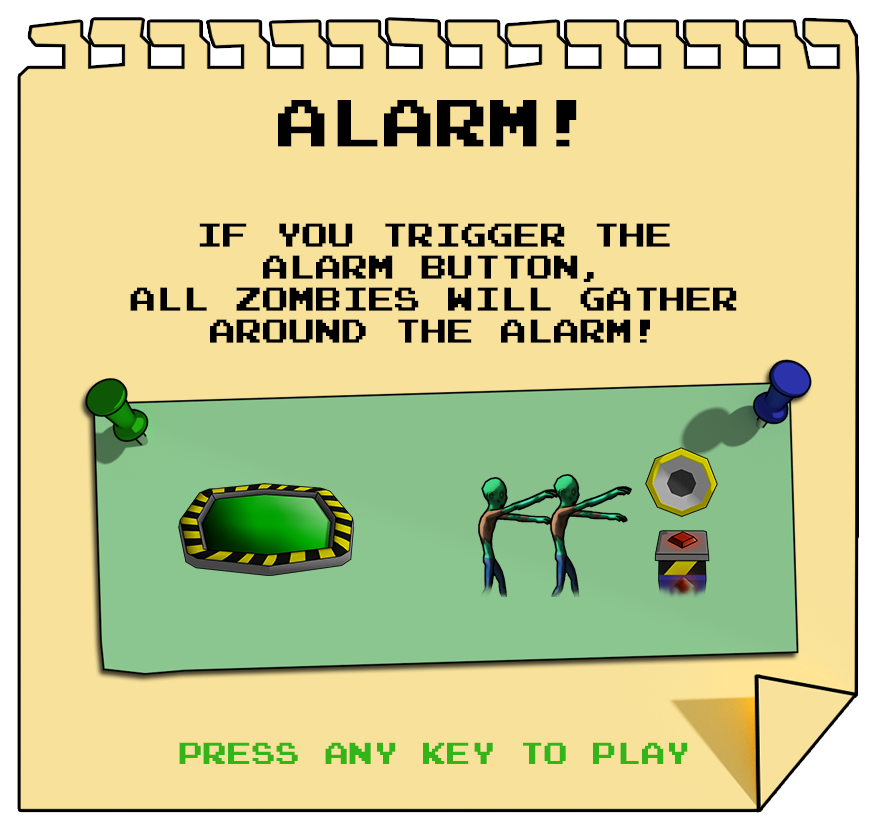 ALARM!
IF YOU TRIGGER THE
ALARM BUTTON,
ALL ZOMBIES WILL GATHER
AROUND THE ALARM!
PRESS ANY KEY TO PLAY